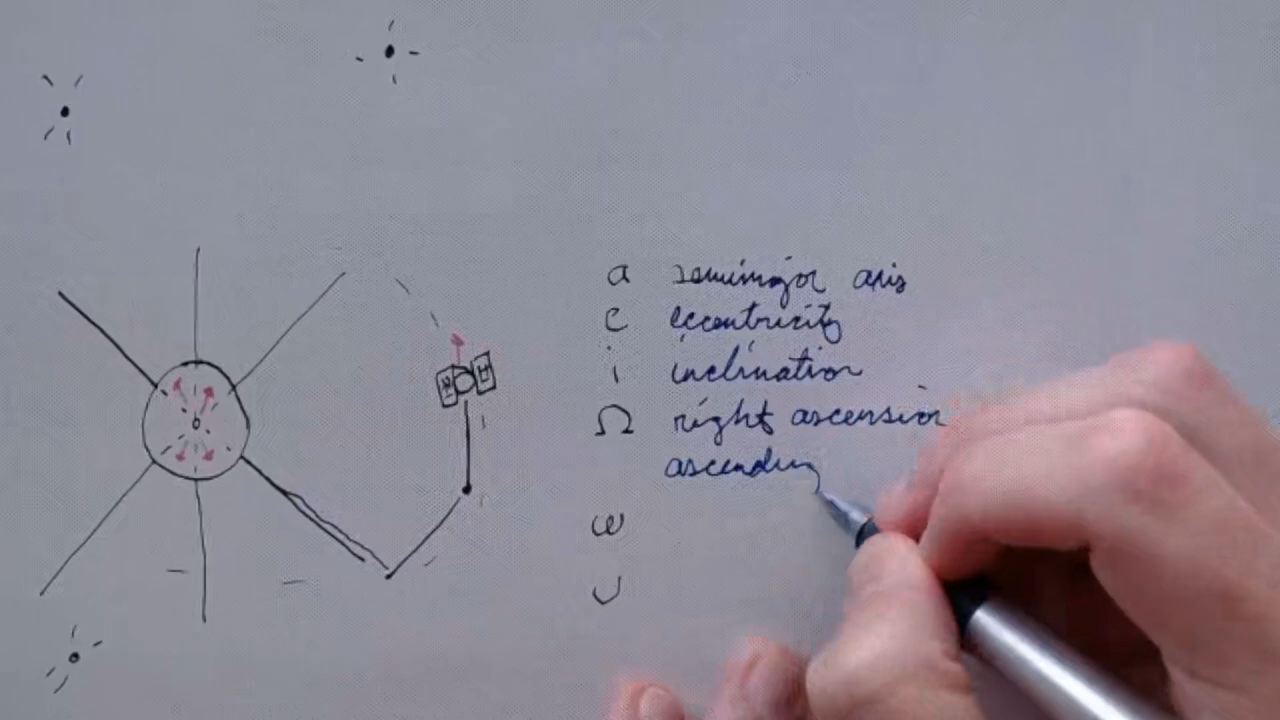 a semimajor axis
e eccentricity
i inclination
Ω right ascension
ascending
ω
υ